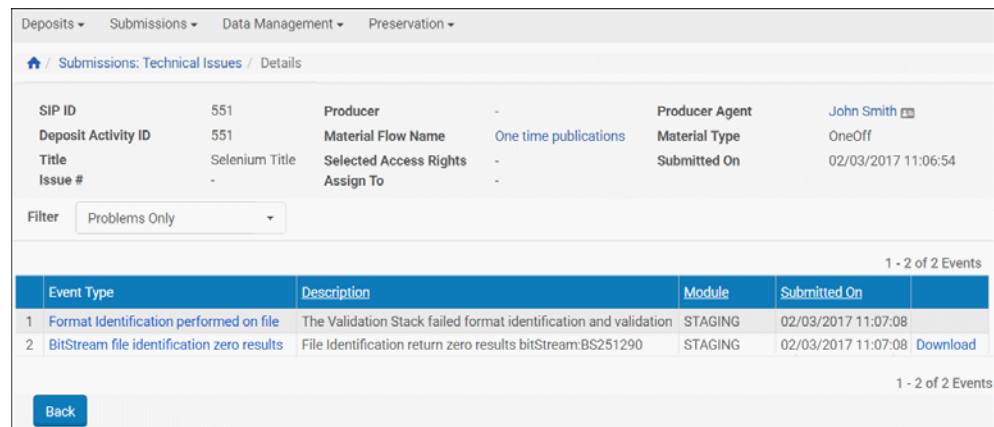 Deposits Submissions Data Management Preservation
/ Submissions: Technical Issues / Details
SIP ID 551 Producer - Producer Agent John Smith
Deposit Activity ID 551 Material Flow Name One time publications Material Type OneOff
Title Selenium Title Selected Access Rights - Submitted On 02/03/2017 11:06:54
Issue # - Assign To -
Filter Problems Only
1 - 2 of 2 Events
Event Type Description Module Submitted On
1 Format Identification performed on file The Validation Stack failed format identification and validation STAGING 02/03/2017 11:07:08
2 BitStream file identification zero results File Identification return zero results bitStream:BS251290 STAGING 02/03/2017 11:07:08 Download
1 - 2 of 2 Events
Back